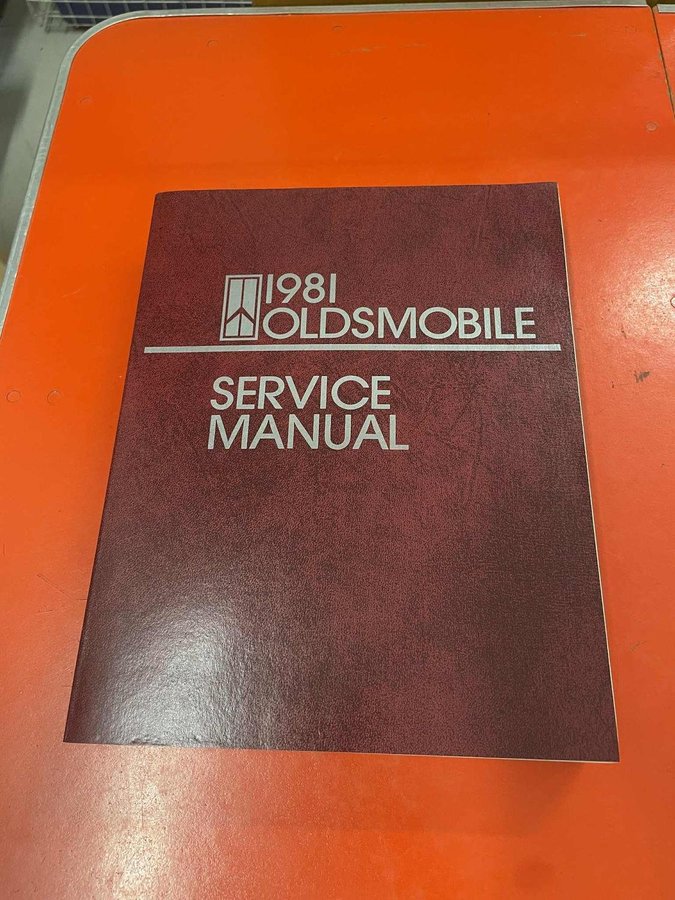 1981
OLDSMOBILE
SERVICE
MANUAL